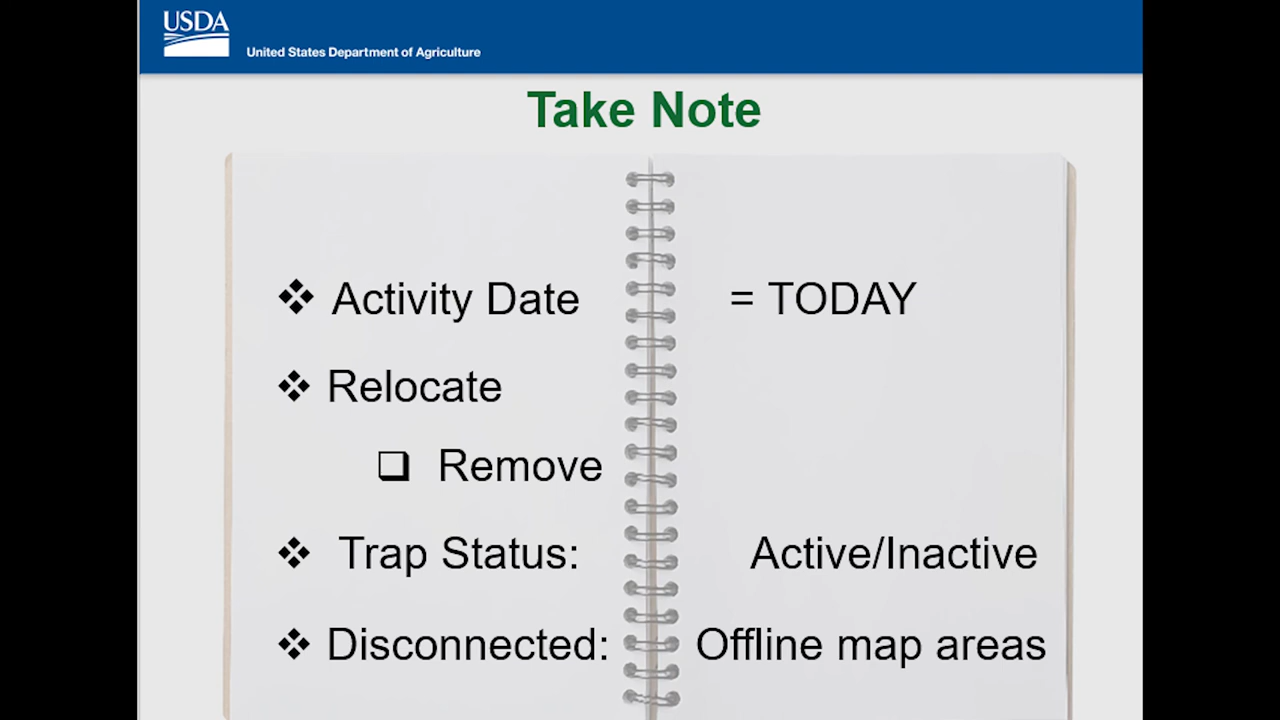 USDA
United States Department of Agriculture
Take Note
❖ Activity Date = TODAY
❖ Relocate
❑ Remove
❖ Trap Status: Active/Inactive
❖ Disconnected: Offline map areas